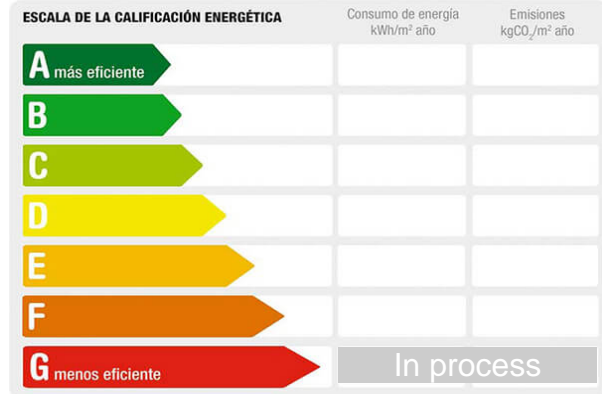 ESCALA DE LA CALIFICACIÓN ENERGÉTICA
Consumo de energía
kWh/m² año
Emisiones
kgCO₂/m² año
A más eficiente
B
C
D
E
F
G menos eficiente
In process